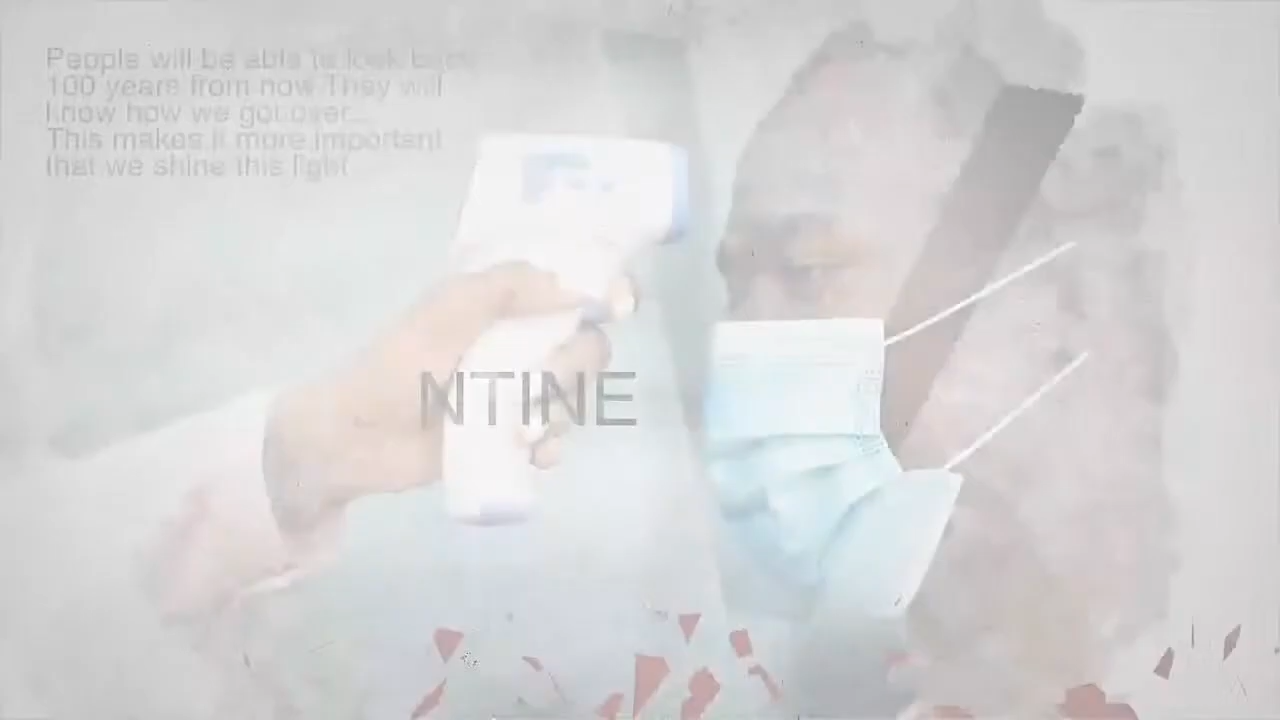 People will be able to look back
100 years from now They will
know how we got over...
This makes it more important
that we shine this light
NTINE